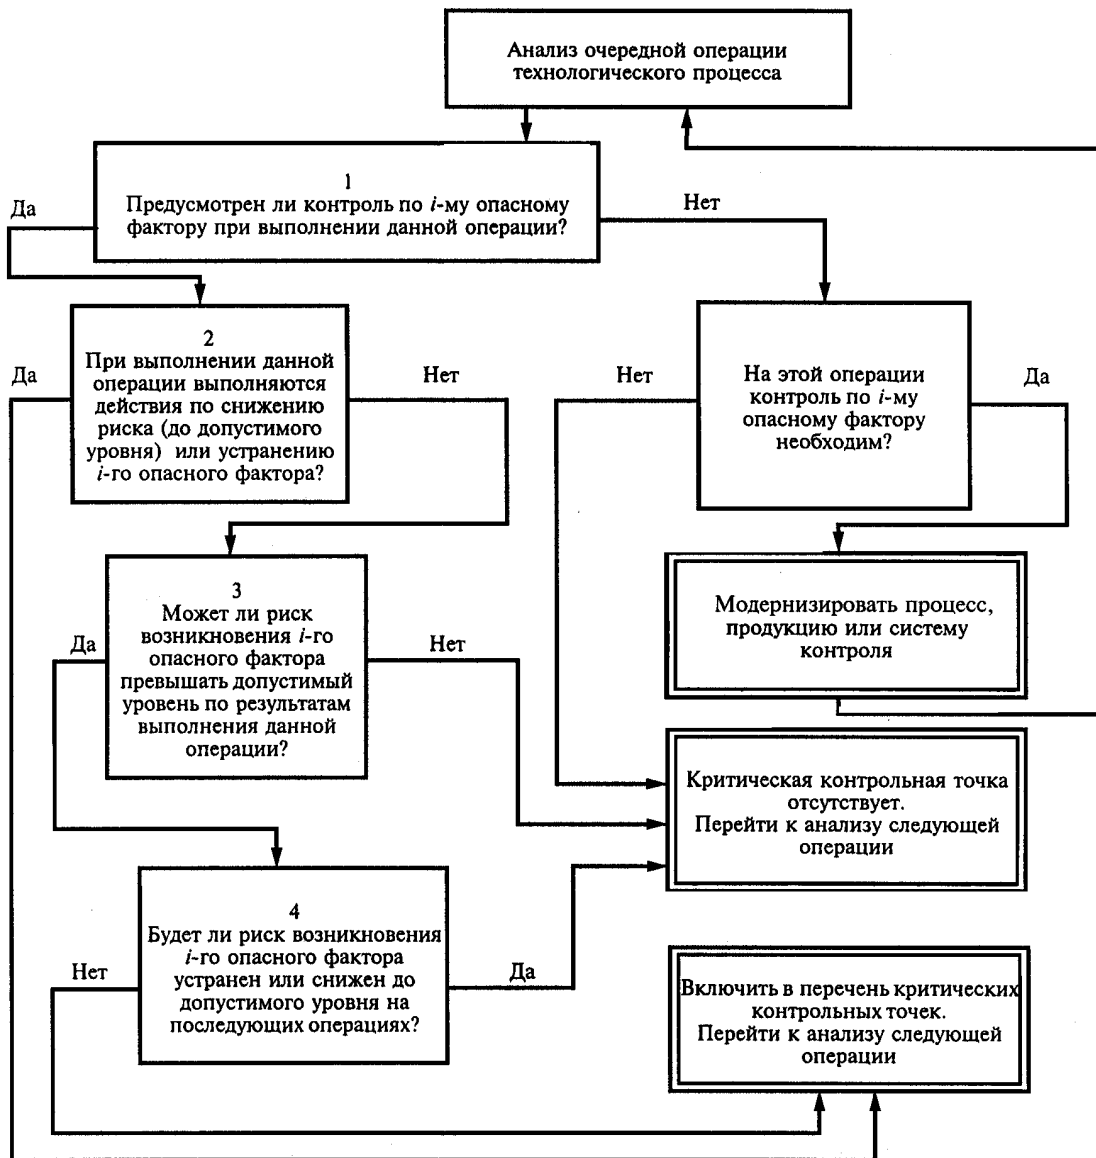 Анализ очередной операции
технологического процесса
1
Предусмотрен ли контроль по i-му опасному
фактору при выполнении данной операции?
Да
Нет
2
При выполнении данной
операции выполняются
действия по снижению
риска (до допустимого
уровня) или устранению
i-го опасного фактора?
Да
Нет
На этой операции
контроль по i-му
опасному фактору
необходим?
Нет
Да
3
Может ли риск
возникновения i-го
опасного фактора
превышать допустимый
уровень по результатам
выполнения данной
операции?
Да
Нет
Модернизировать процесс,
продукцию или систему
контроля
Критическая контрольная точка
отсутствует.
Перейти к анализу следующей
операции
4
Будет ли риск возникновения
i-го опасного фактора
устранен или снижен до
допустимого уровня на
последующих операциях?
Нет
Да
Включить в перечень критических
контрольных точек.
Перейти к анализу следующей
операции